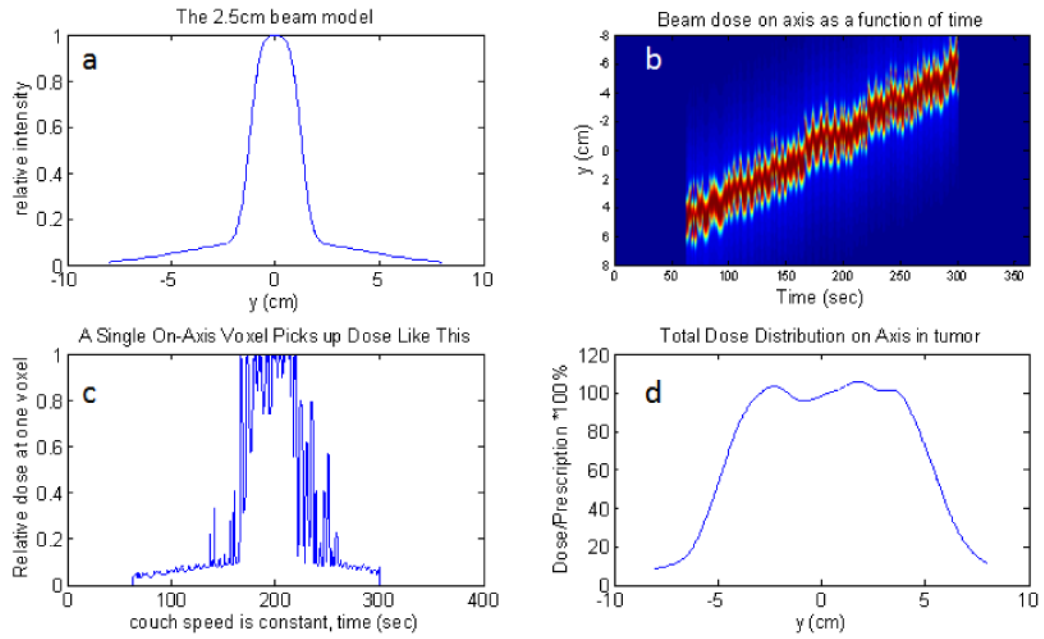 The 2.5cm beam model
a
relative intensity
1
0.8
0.6
0.4
0.2
0
-10 -5 0 5 10
y (cm)
Beam dose on axis as a function of time
b
y (cm)
-8
-6
-4
-2
0
2
4
6
8
0 50 100 150 200 250 300 350
Time (sec)
A Single On-Axis Voxel Picks up Dose Like This
c
Relative dose at one voxel
1
0.8
0.6
0.4
0.2
0
0 100 200 300 400
couch speed is constant, time (sec)
Total Dose Distribution on Axis in tumor
d
Dose/Prescription *100%
120
100
80
60
40
20
0
-10 -5 0 5 10
y (cm)